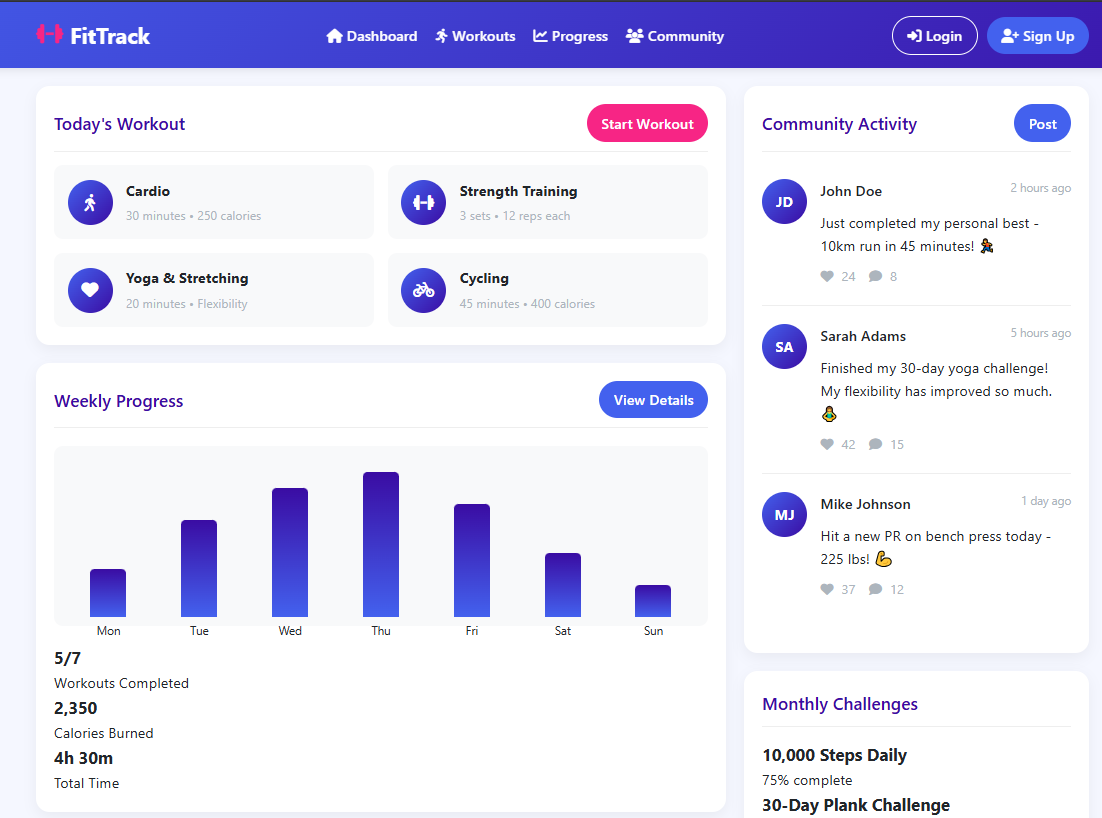 FitTrack
Dashboard
Workouts
Progress
Community
Login
Sign Up
Today's Workout
Start Workout
Cardio
30 minutes • 250 calories
Strength Training
3 sets • 12 reps each
Yoga & Stretching
20 minutes • Flexibility
Cycling
45 minutes • 400 calories
Weekly Progress
View Details
Mon
Tue
Wed
Thu
Fri
Sat
Sun
5/7
Workouts Completed
2,350
Calories Burned
4h 30m
Total Time
Community Activity
Post
JD
John Doe
2 hours ago
Just completed my personal best -
10km run in 45 minutes! 🏃
24
8
SA
Sarah Adams
5 hours ago
Finished my 30-day yoga challenge!
My flexibility has improved so much.
🧘
42
15
MJ
Mike Johnson
1 day ago
Hit a new PR on bench press today -
225 lbs! 💪
37
12
Monthly Challenges
10,000 Steps Daily
75% complete
30-Day Plank Challenge